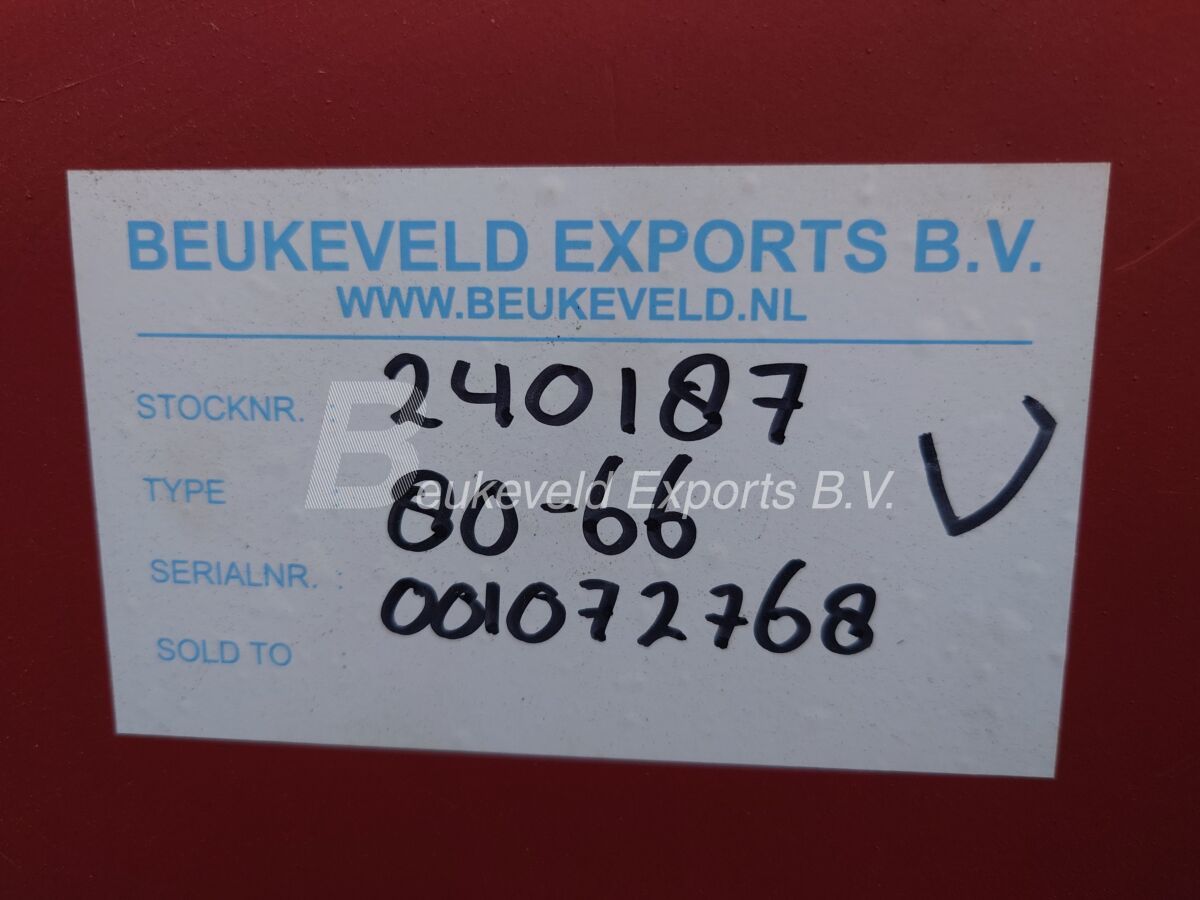 BEUKEVELD EXPORTS B.V.
WWW.BEUKEVELD.NL
STOCKNR. : 240187
TYPE : 80-66
SERIALNR. : 001072768
SOLD TO
V
B
Beukeveld Exports B.V.